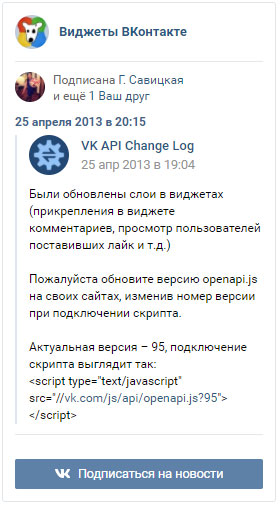 Виджеты ВКонтакте
Подписана Г. Савицкая
и ещё 1 Ваш друг
25 апреля 2013 в 20:15
VK API Change Log
25 апр 2013 в 19:04
Были обновлены слои в виджетах
(прикрепления в виджете
комментариев, просмотр пользователей
поставивших лайк и т.д.)
Пожалуйста обновите версию openapi.js
на своих сайтах, изменив номер версии
при подключении скрипта.
Актуальная версия – 95, подключение
скрипта выглядит так:
<script type="text/javascript"
src="//vk.com/js/api/openapi.js?95">
</script>
Подписаться на новости